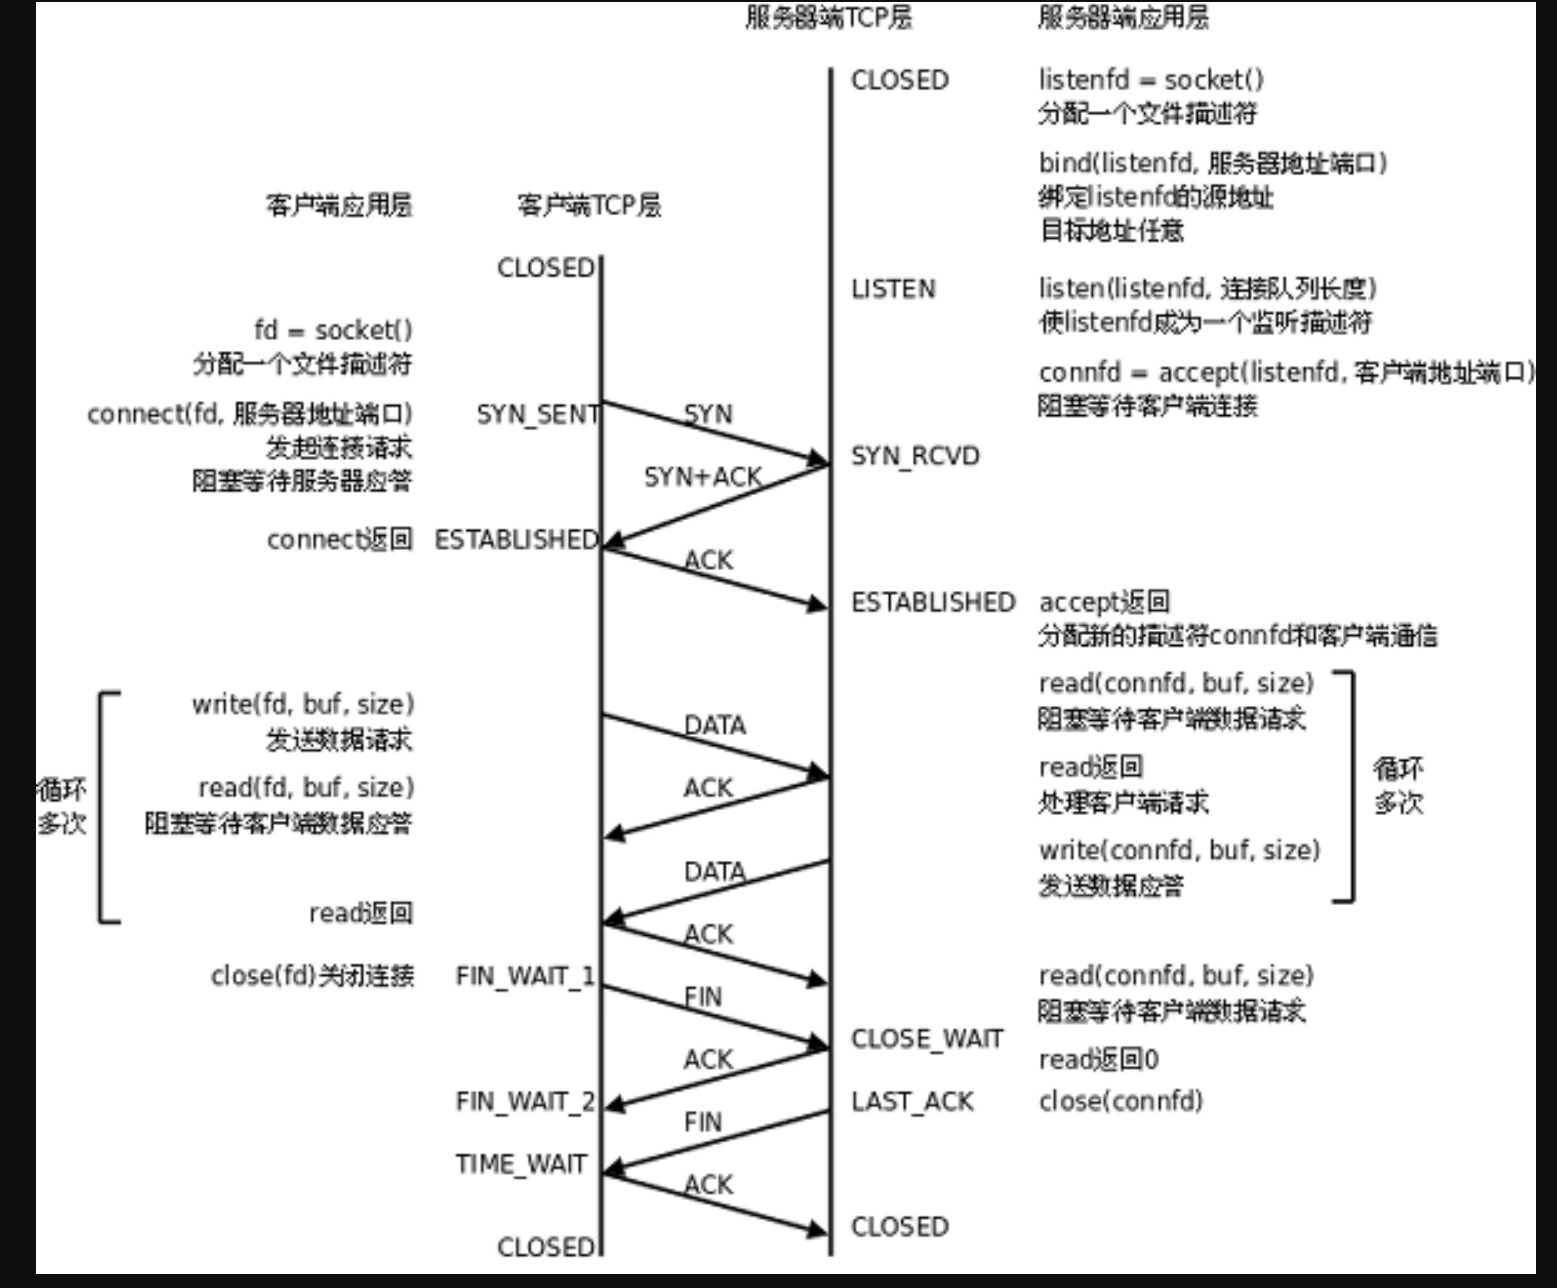 服务器端TCP层
服务器端应用层
CLOSED
listenfd = socket()
分配一个文件描述符
bind(listenfd, 服务器地址端口)
绑定listenfd的源地址
目标地址任意
客户端应用层
客户端TCP层
CLOSED
LISTEN
listen(listenfd, 连接队列长度)
使listenfd成为一个监听描述符
fd = socket()
分配一个文件描述符
connfd = accept(listenfd, 客户端地址端口)
阻塞等待客户端连接
connect(fd, 服务器地址端口)
发起连接请求
阻塞等待服务器应答
SYN_SENT
SYN
SYN_RCVD
SYN+ACK
connect返回
ESTABLISHED
ACK
ESTABLISHED
accept返回
分配新的描述符connfd和客户端通信
write(fd, buf, size)
发送数据请求
DATA
read(connfd, buf, size)
阻塞等待客户端数据请求
循环
多次
read(fd, buf, size)
阻塞等待客户端数据应答
ACK
read返回
处理客户端请求
循环
多次
DATA
write(connfd, buf, size)
发送数据应答
read返回
ACK
close(fd)关闭连接
FIN_WAIT_1
FIN
read(connfd, buf, size)
阻塞等待客户端数据请求
CLOSE_WAIT
read返回0
ACK
FIN_WAIT_2
LAST_ACK
close(connfd)
FIN
TIME_WAIT
ACK
CLOSED
CLOSED